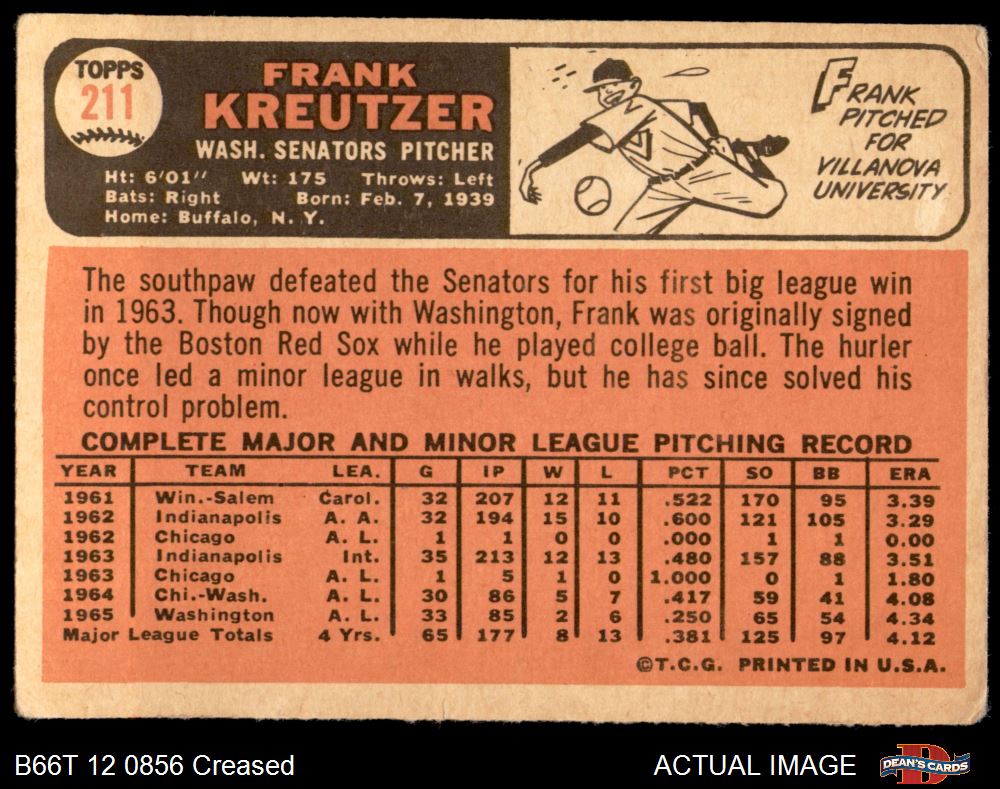 TOPPS
211
FRANK
KREUTZER
WASH. SENATORS PITCHER
Ht: 6'01" Wt: 175 Throws: Left
Bats: Right Born: Feb. 7, 1939
Home: Buffalo, N. Y.
FRANK
PITCHED
FOR
VILLANOVA
UNIVERSITY
The southpaw defeated the Senators for his first big league win
in 1963. Though now with Washington, Frank was originally signed
by the Boston Red Sox while he played college ball. The hurler
once led a minor league in walks, but he has since solved his
control problem.
COMPLETE MAJOR AND MINOR LEAGUE PITCHING RECORD
YEAR TEAM LEA. G IP W L PCT SO BB ERA
1961 Win.-Salem Carol. 32 207 12 11 .522 170 95 3.39
1962 Indianapolis A. A. 32 194 15 10 .600 121 105 3.29
1962 Chicago A. L. 1 1 0 0 .000 1 1 0.00
1963 Indianapolis Int. 35 213 12 13 .480 157 88 3.51
1963 Chicago A. L. 1 5 1 0 1.000 0 1 1.80
1964 Chi.-Wash. A. L. 30 86 5 7 .417 59 41 4.08
1965 Washington A. L. 33 85 2 6 .250 65 54 4.34
Major League Totals 4 Yrs. 65 177 8 13 .381 125 97 4.12
©T.C.G. PRINTED IN U.S.A.
B66T 12 0856 Creased
ACTUAL IMAGE
D
DEAN'S CARDS